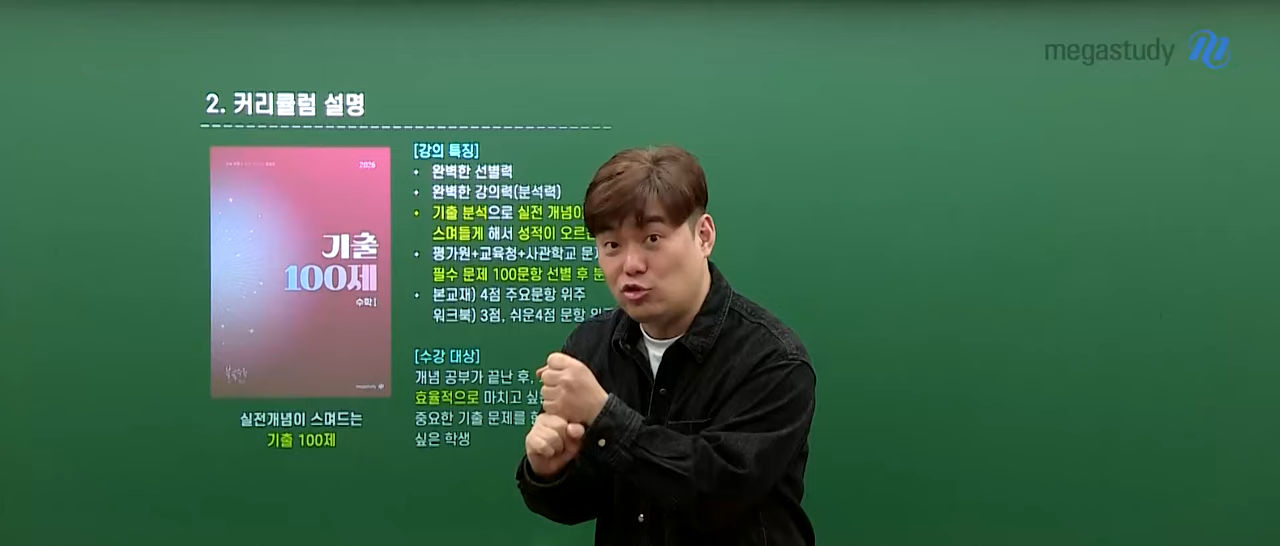 megastudy
2. 커리큘럼 설명
2026
기출
100제
수학 I
megastudy
실전개념이 스며드는
기출 100제
[강의 특징]
• 완벽한 선별력
• 완벽한 강의력(분석력)
• 기출 분석으로 실전 개념이
스며들게 해서 성적이 오르는
• 평가원+교육청+사관학교
필수 문제 100문항 선별 후
• 본교재) 4점 주요문항 위주
워크북) 3점, 쉬운4점 문항
[수강 대상]
개념 공부가 끝난 후,
효율적으로 마치고
중요한 기출 문제를
싶은 학생